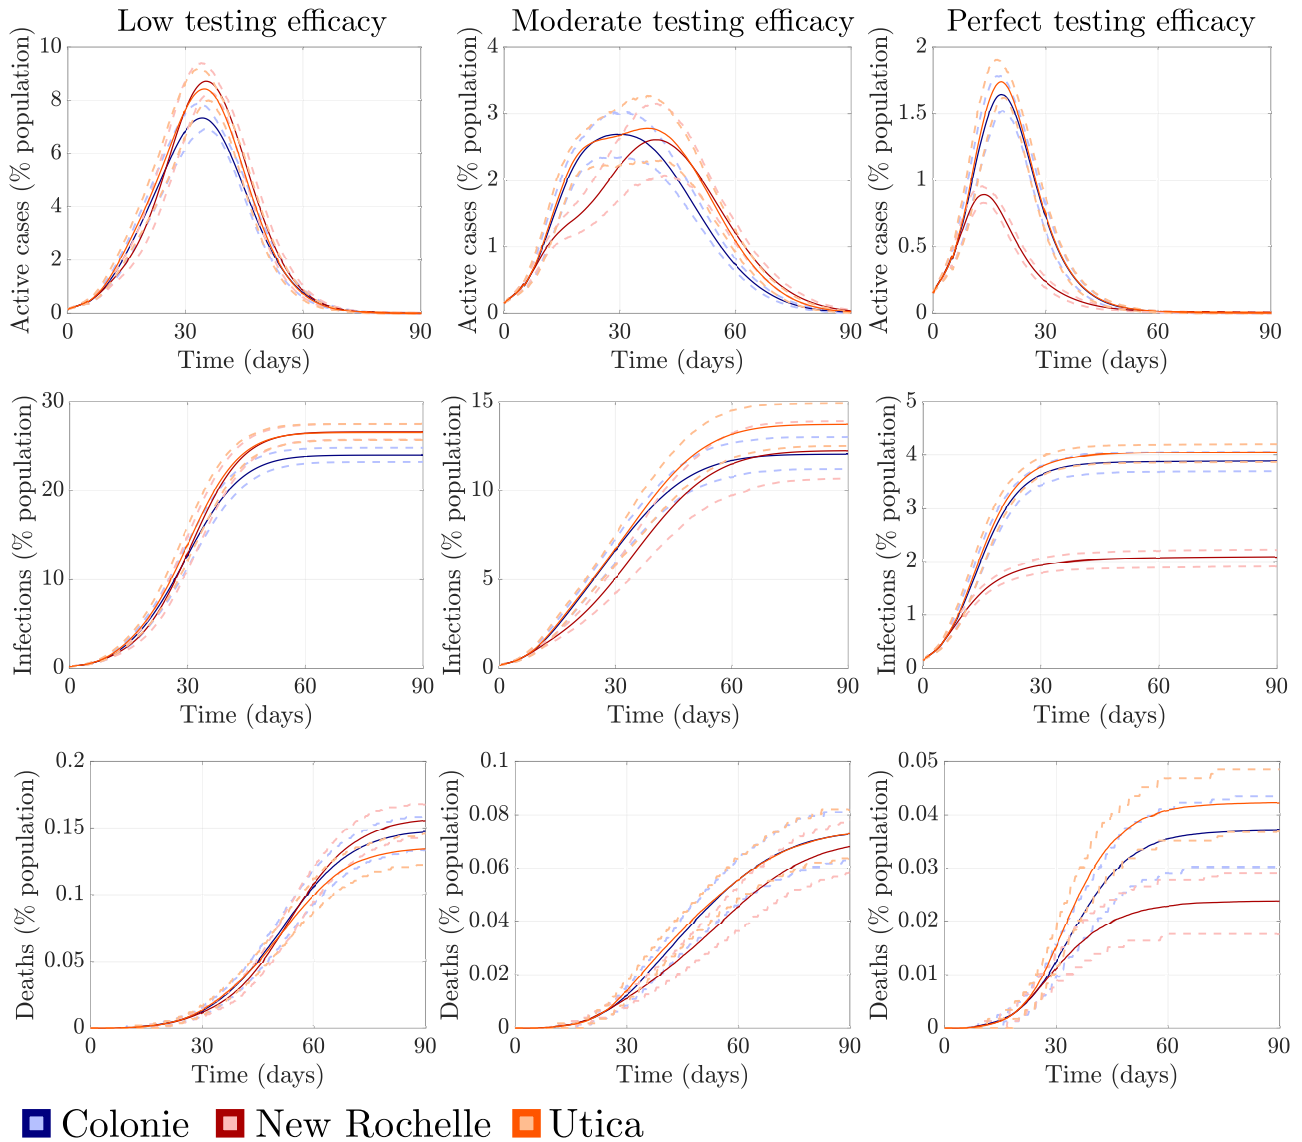 Low testing efficacy
Moderate testing efficacy
Perfect testing efficacy
Active cases (% population)
10
8
6
4
2
0
0 30 60 90
Time (days)
Active cases (% population)
4
3
2
1
0
0 30 60 90
Time (days)
Active cases (% population)
2
1.5
1
0.5
0
0 30 60 90
Time (days)
Infections (% population)
30
20
10
0
0 30 60 90
Time (days)
Infections (% population)
15
10
5
0
0 30 60 90
Time (days)
Infections (% population)
5
4
3
2
1
0
0 30 60 90
Time (days)
Deaths (% population)
0.2
0.15
0.1
0.05
0
0 30 60 90
Time (days)
Deaths (% population)
0.1
0.08
0.06
0.04
0.02
0
0 30 60 90
Time (days)
Deaths (% population)
0.05
0.04
0.03
0.02
0.01
0
0 30 60 90
Time (days)
Colonie New Rochelle Utica